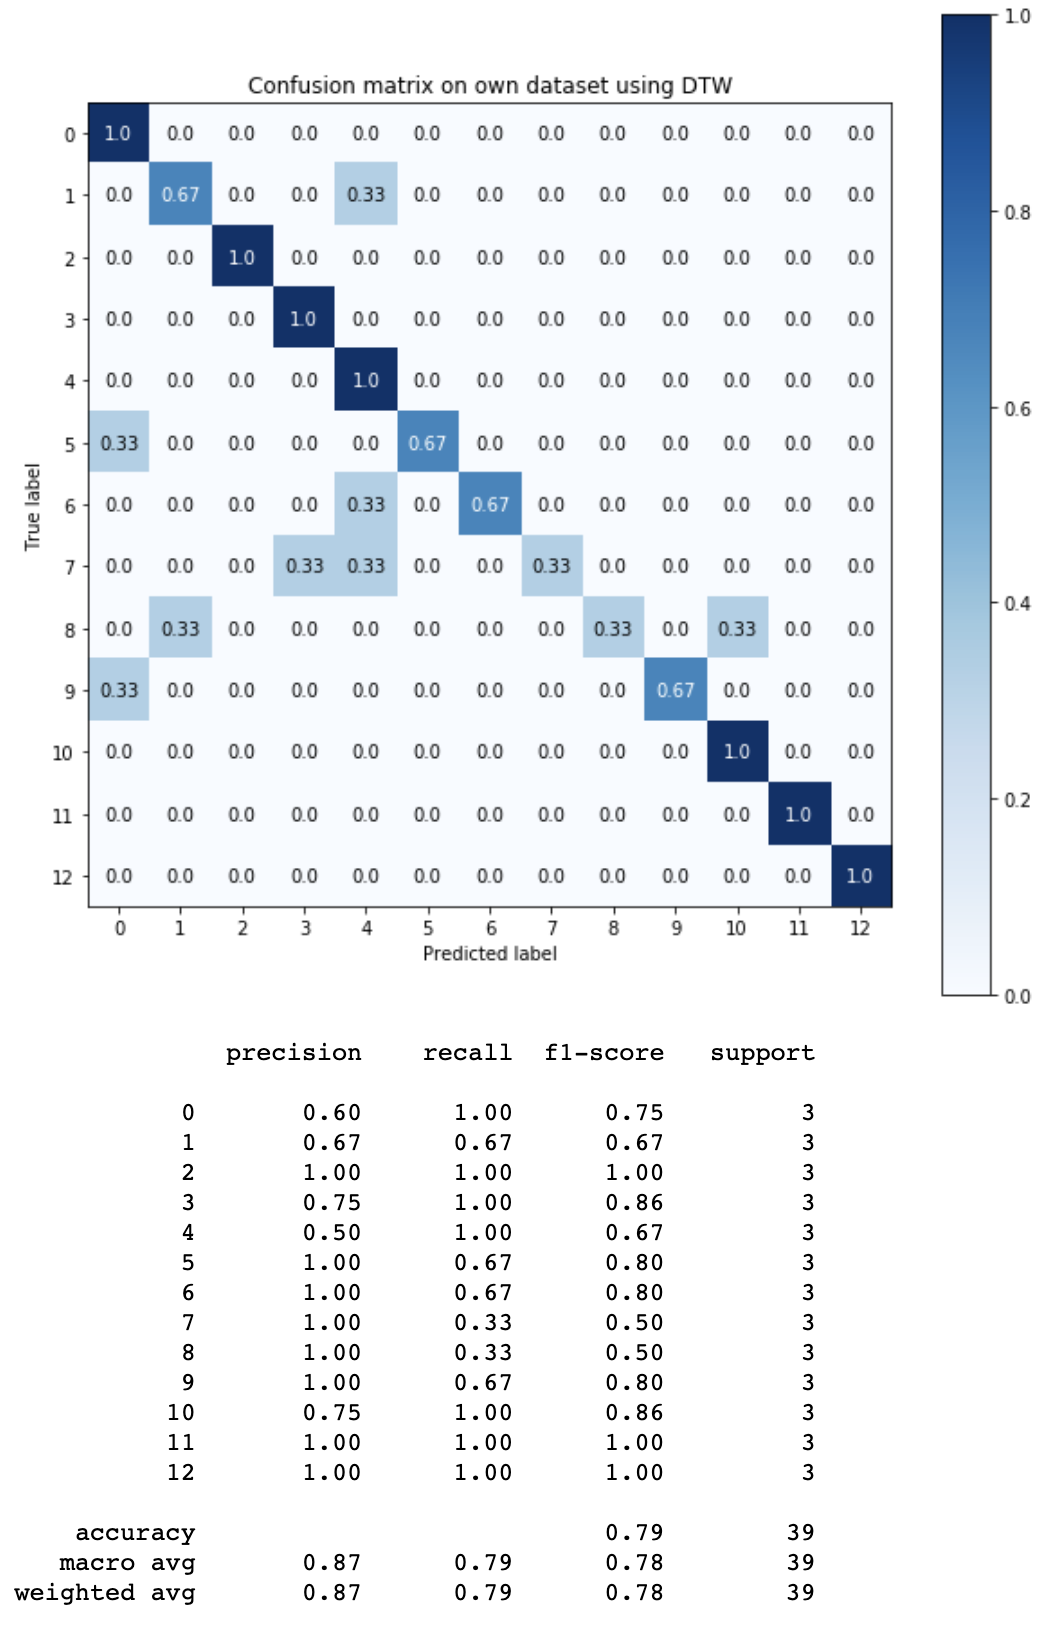 Confusion matrix on own dataset using DTW
0 1.0 0.0 0.0 0.0 0.0 0.0 0.0 0.0 0.0 0.0 0.0 0.0 0.0
1 0.0 0.67 0.0 0.0 0.33 0.0 0.0 0.0 0.0 0.0 0.0 0.0 0.0
2 0.0 0.0 1.0 0.0 0.0 0.0 0.0 0.0 0.0 0.0 0.0 0.0 0.0
3 0.0 0.0 0.0 1.0 0.0 0.0 0.0 0.0 0.0 0.0 0.0 0.0 0.0
4 0.0 0.0 0.0 0.0 1.0 0.0 0.0 0.0 0.0 0.0 0.0 0.0 0.0
5 0.33 0.0 0.0 0.0 0.0 0.67 0.0 0.0 0.0 0.0 0.0 0.0 0.0
6 0.0 0.0 0.0 0.0 0.33 0.0 0.67 0.0 0.0 0.0 0.0 0.0 0.0
7 0.0 0.0 0.0 0.33 0.33 0.0 0.0 0.33 0.0 0.0 0.0 0.0 0.0
8 0.0 0.33 0.0 0.0 0.0 0.0 0.0 0.0 0.33 0.0 0.33 0.0 0.0
9 0.33 0.0 0.0 0.0 0.0 0.0 0.0 0.0 0.0 0.67 0.0 0.0 0.0
10 0.0 0.0 0.0 0.0 0.0 0.0 0.0 0.0 0.0 0.0 1.0 0.0 0.0
11 0.0 0.0 0.0 0.0 0.0 0.0 0.0 0.0 0.0 0.0 0.0 1.0 0.0
12 0.0 0.0 0.0 0.0 0.0 0.0 0.0 0.0 0.0 0.0 0.0 0.0 1.0
0 1 2 3 4 5 6 7 8 9 10 11 12
True label
Predicted label
1.0
0.8
0.6
0.4
0.2
0.0
precision recall f1-score support
0 0.60 1.00 0.75 3
1 0.67 0.67 0.67 3
2 1.00 1.00 1.00 3
3 0.75 1.00 0.86 3
4 0.50 1.00 0.67 3
5 1.00 0.67 0.80 3
6 1.00 0.67 0.80 3
7 1.00 0.33 0.50 3
8 1.00 0.33 0.50 3
9 1.00 0.67 0.80 3
10 0.75 1.00 0.86 3
11 1.00 1.00 1.00 3
12 1.00 1.00 1.00 3
accuracy 0.79 39
macro avg 0.87 0.79 0.78 39
weighted avg 0.87 0.79 0.78 39